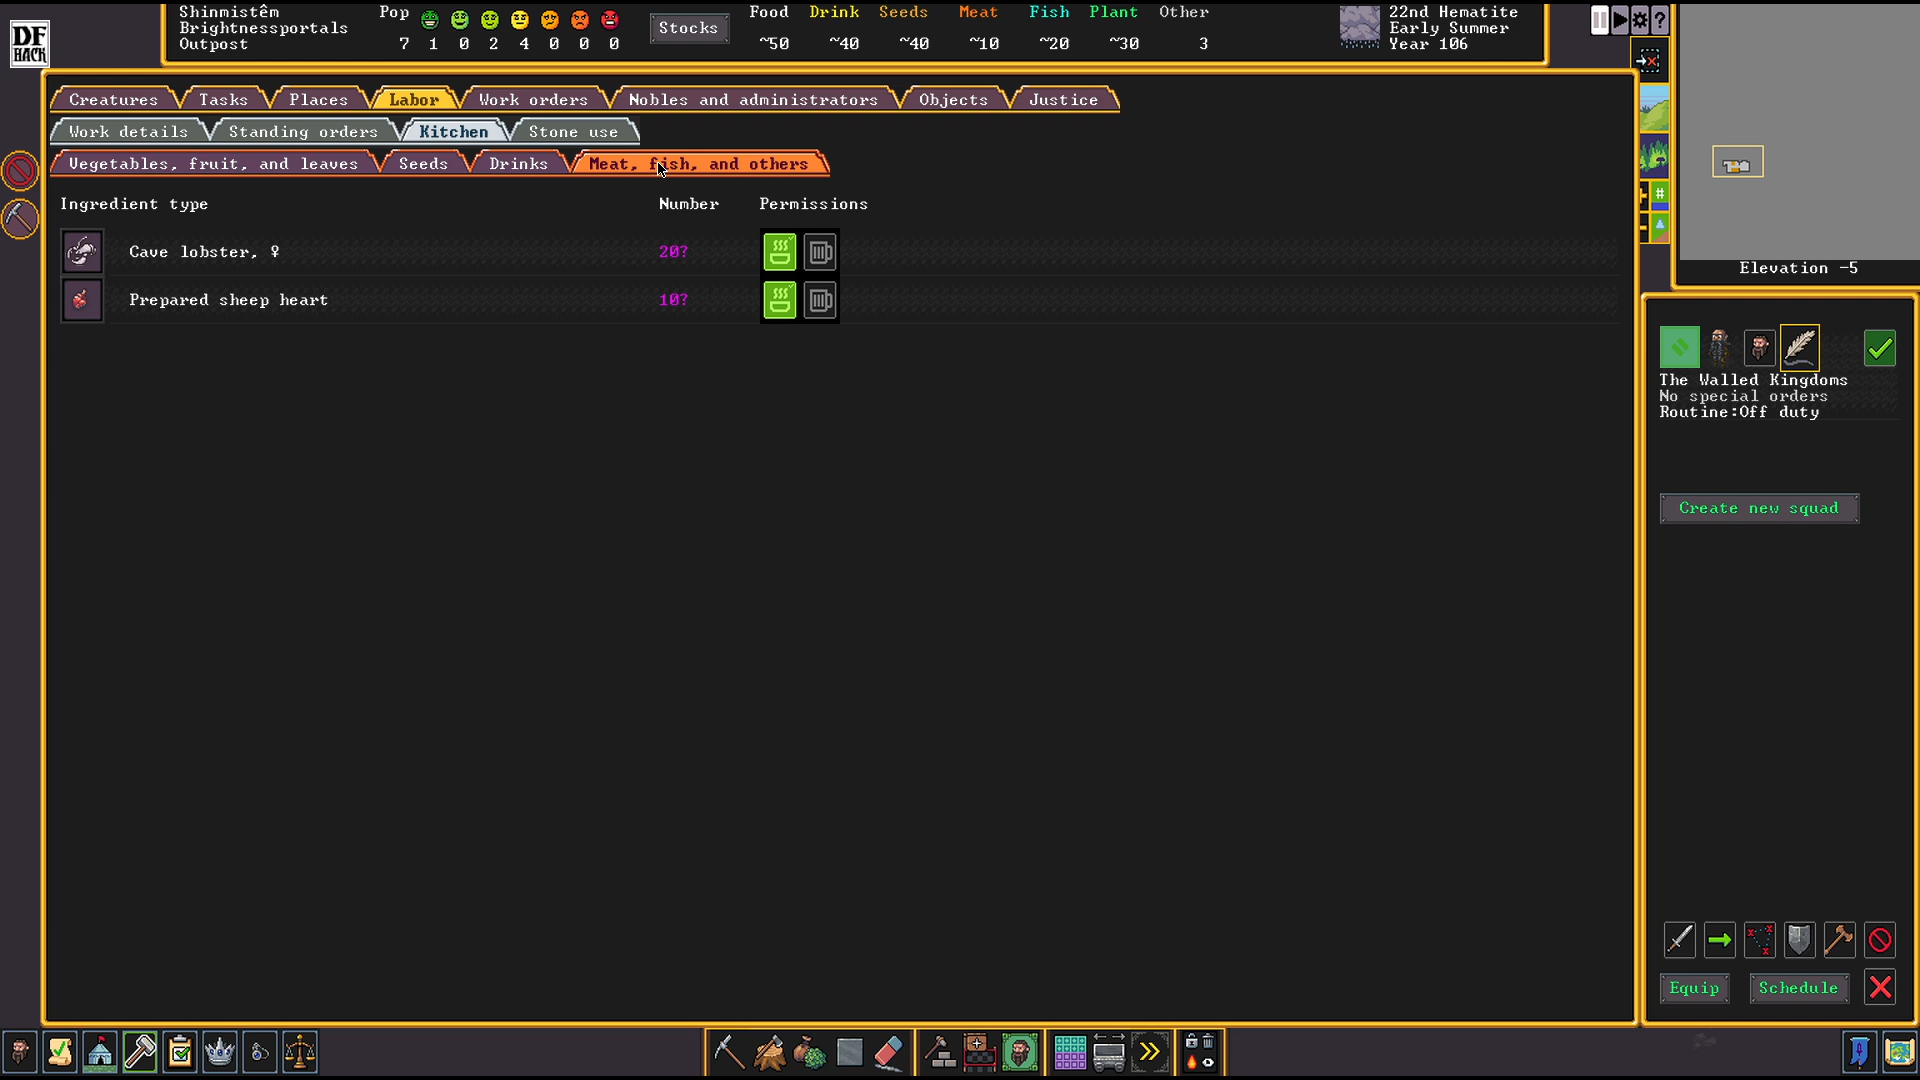 DF
HACK
Shinmistêm
Brightnessportals
Outpost
Pop
7 1 0 2 4 0 0 0
Stocks
Food Drink Seeds Meat Fish Plant Other
~50 ~40 ~40 ~10 ~20 ~30 3
22nd Hematite
Early Summer
Year 106
?
Creatures Tasks Places Labor Work orders Nobles and administrators Objects Justice
Work details Standing orders Kitchen Stone use
Vegetables, fruit, and leaves Seeds Drinks Meat, fish, and others
Ingredient type Number Permissions
Cave lobster, ♀ 20?
Prepared sheep heart 10?
#
Elevation -5
The Walled Kingdoms
No special orders
Routine:Off duty
Create new squad
Equip Schedule